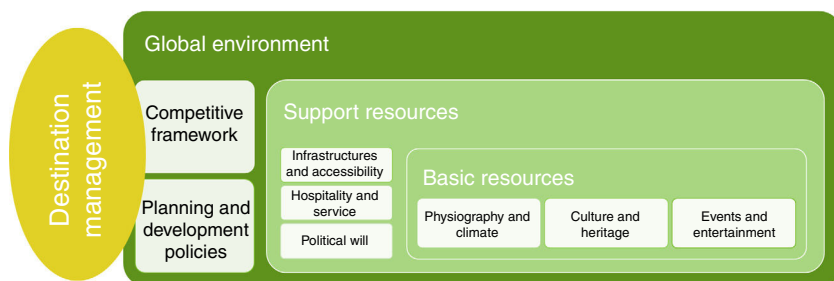 Destination
management
Global environment
Competitive
framework
Planning and
development
policies
Support resources
Infrastructures
and accessibility
Hospitality and
service
Political will
Basic resources
Physiography and
climate
Culture and
heritage
Events and
entertainment